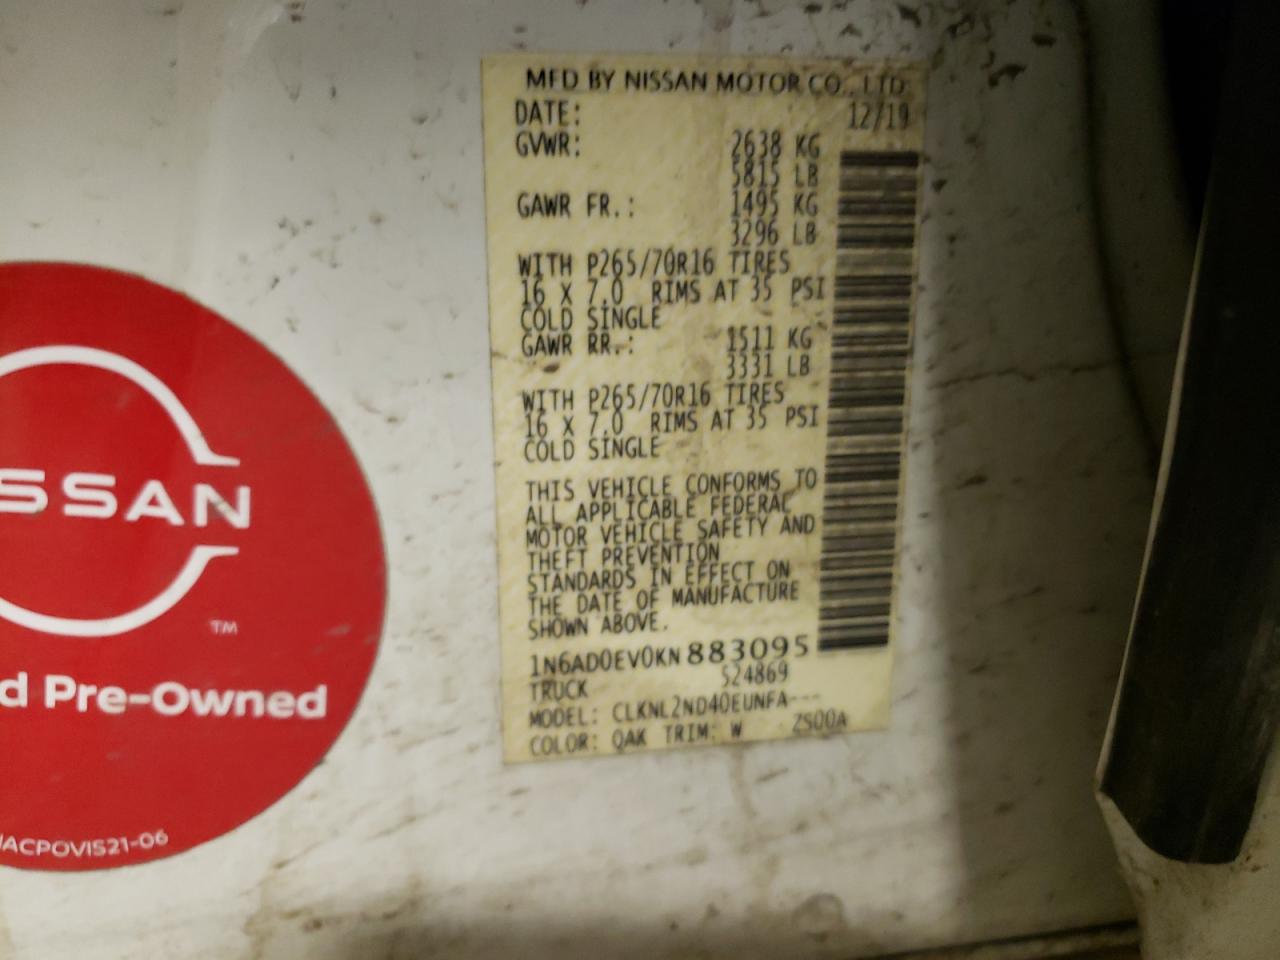 MFD BY NISSAN MOTOR CO., LTD.
DATE: 12/19
GVWR: 2638 KG
5815 LB
GAWR FR.: 1495 KG
3296 LB
WITH P265/70R16 TIRES
16 X 7.0 RIMS AT 35 PSI
COLD SINGLE
GAWR RR.: 1511 KG
3331 LB
WITH P265/70R16 TIRES
16 X 7.0 RIMS AT 35 PSI
COLD SINGLE
THIS VEHICLE CONFORMS TO
ALL APPLICABLE FEDERAL
MOTOR VEHICLE SAFETY AND
THEFT PREVENTION
STANDARDS IN EFFECT ON
THE DATE OF MANUFACTURE
SHOWN ABOVE.
1N6AD0EV0KN883095
TRUCK 524869
MODEL: CLKNL2ND40EUNFA---
COLOR: QAK TRIM: W ZS00A
SSAN
TM
d Pre-Owned
ACPOVIS21-06